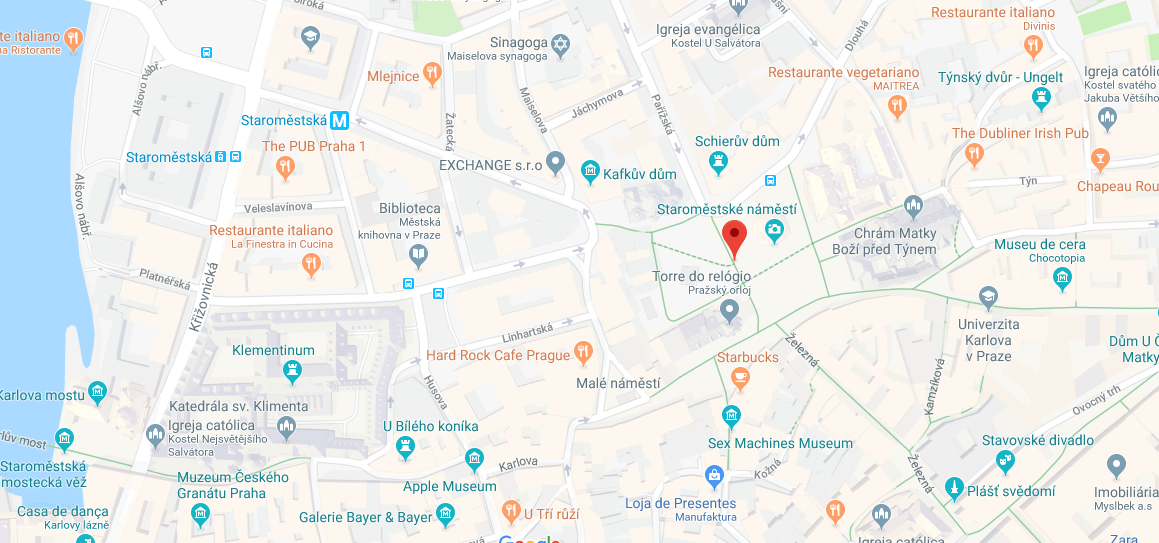 Široká
Restaurante italiano
Divinis
Igreja evangélica
Kostel U Salvátora
Dlouhá
nte italiano
na Ristorante
Sinagoga
Maiselova synagoga
Mlejnice
Alšovo nábř.
Restaurante vegetariano
MAITREA
Týnský dvůr - Ungelt
Igreja católica
Kostel svatého
Jakuba Většího
Maiselova
Jáchymova
Pařížská
Staroměstská
M
Žatecká
Schierův dům
The Dubliner Irish Pub
Staroměstská
The PUB Praha 1
EXCHANGE s.r.o
Kafkův dům
Týn
Chapeau Rou
Alšovo nábř.
Veleslavínova
Biblioteca
Městská
knihovna v Praze
Staroměstské náměstí
Restaurante italiano
La Finestra in Cucina
Chrám Matky
Boží před Týnem
Museu de cera
Chocotopia
Platnéřská
Křižovnická
Torre do relógio
Pražský orloj
Linhartská
Železná
Univerzita
Karlova
v Praze
Dům U Č
Matky
Klementinum
Hard Rock Cafe Prague
Starbucks
Malé náměstí
Husova
Kamzíková
Ovocný trh
Karlova mostu
Katedrála sv. Klimenta
Igreja católica
Kostel Nejsvětějšího
Salvátora
U Bílého koníka
Sex Machines Museum
Stavovské divadlo
Karlův most
Staroměstská
mostecká věž
Karlova
Kožná
Železná
Muzeum Českého
Granátu Praha
Apple Museum
Loja de Presentes
Manufaktura
Plášť svědomí
Imobiliária
Myslbek a.s
Casa de dança
Karlovy lázně
Galerie Bayer & Bayer
U Tří růží
Igreja católica
Zara
Google